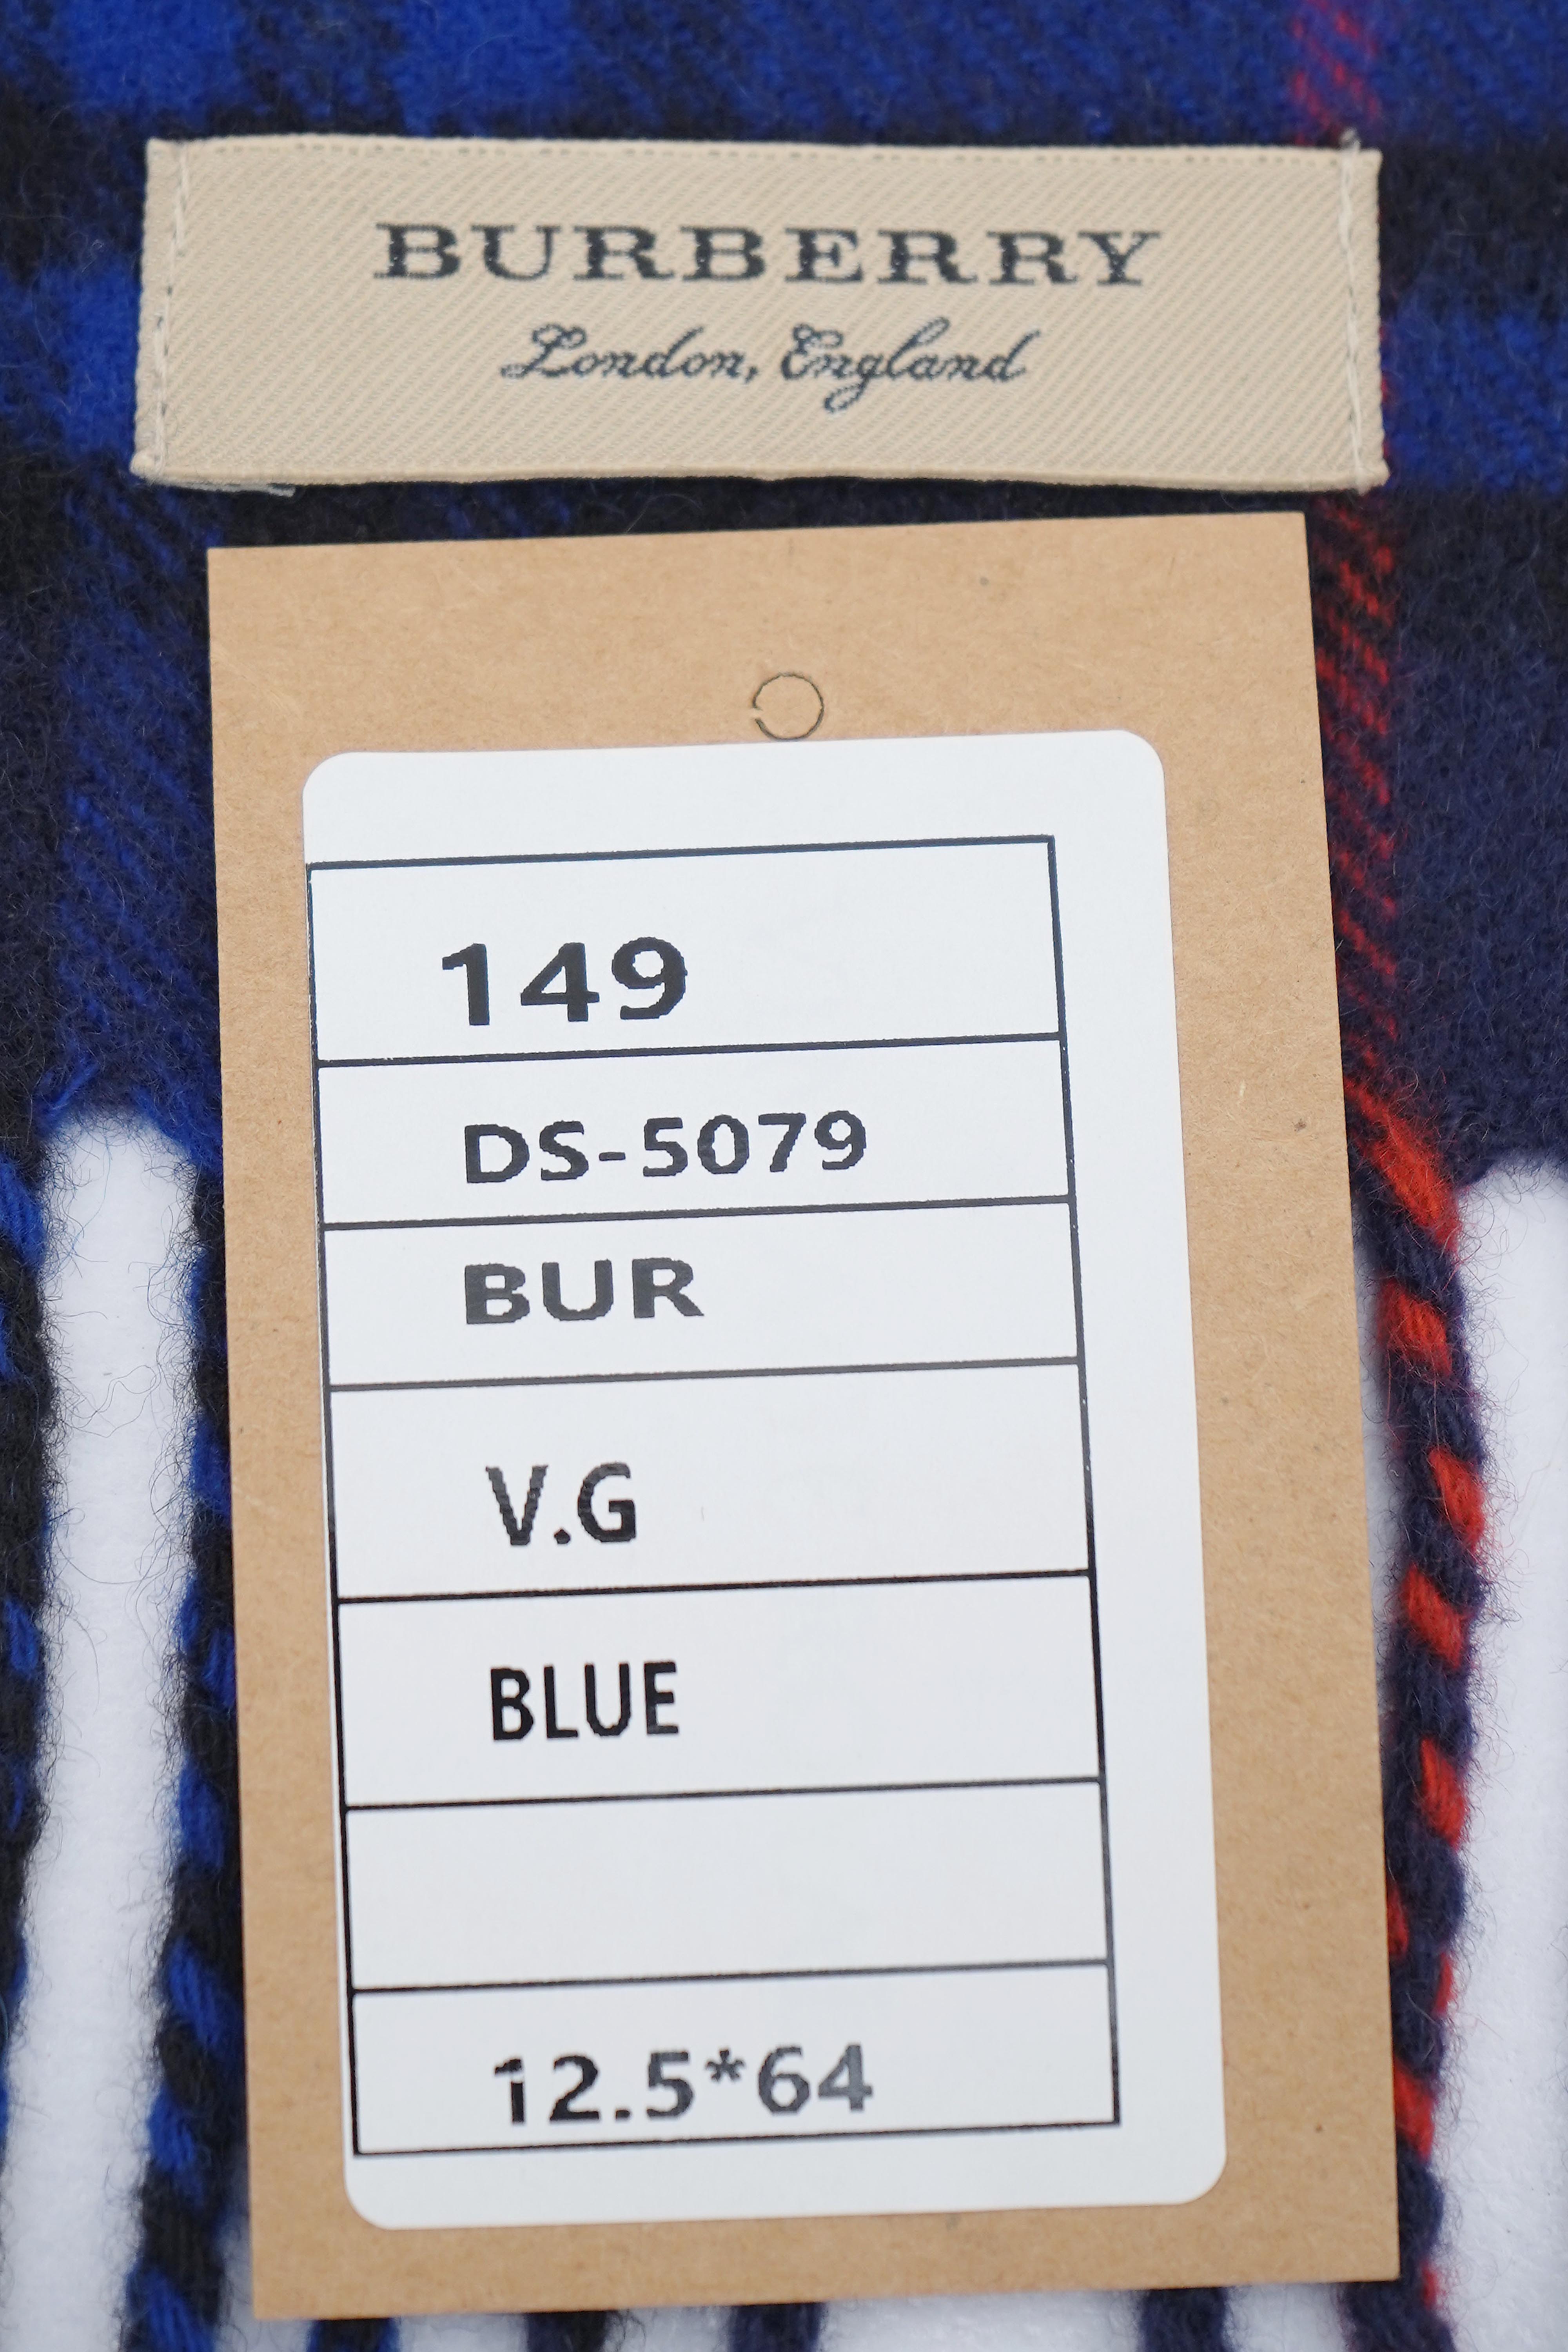 BURBERRY
London, England
149
DS-5079
BUR
V.G
BLUE
12.5*64